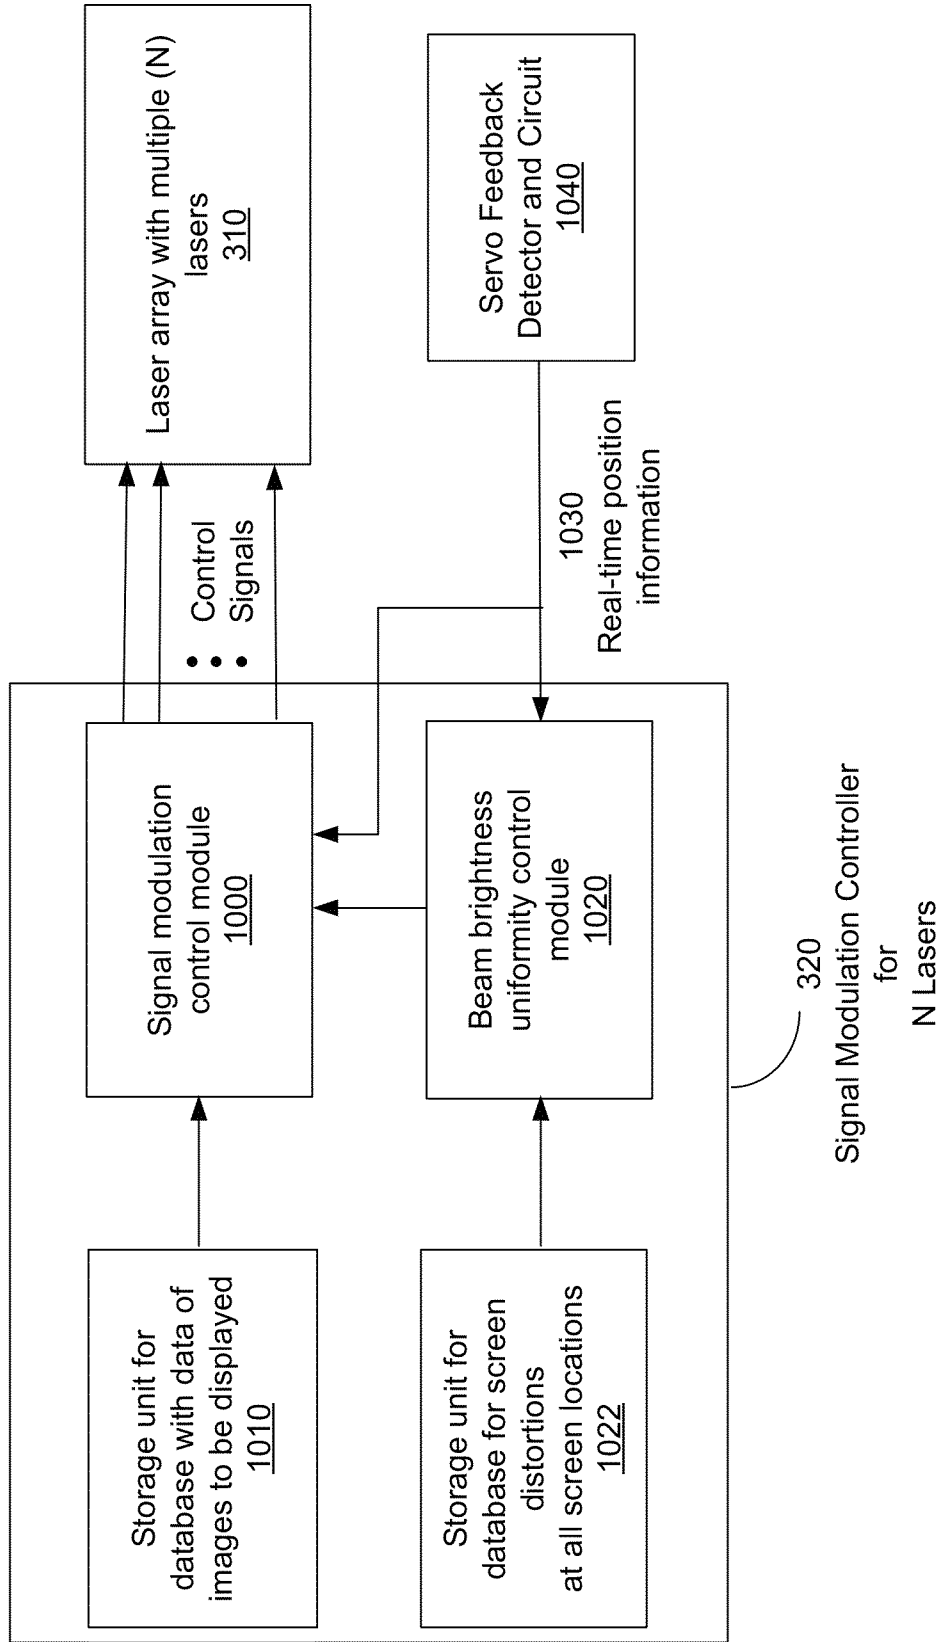 Storage unit for
database with data of
images to be displayed
1010
Signal modulation
control module
1000
Control
Signals
Laser array with multiple (N)
lasers
310
Storage unit for
database for screen
distortions
at all screen locations
1022
Beam brightness
uniformity control
module
1020
1030
Real-time position
information
Servo Feedback
Detector and Circuit
1040
320
Signal Modulation Controller
for
N Lasers